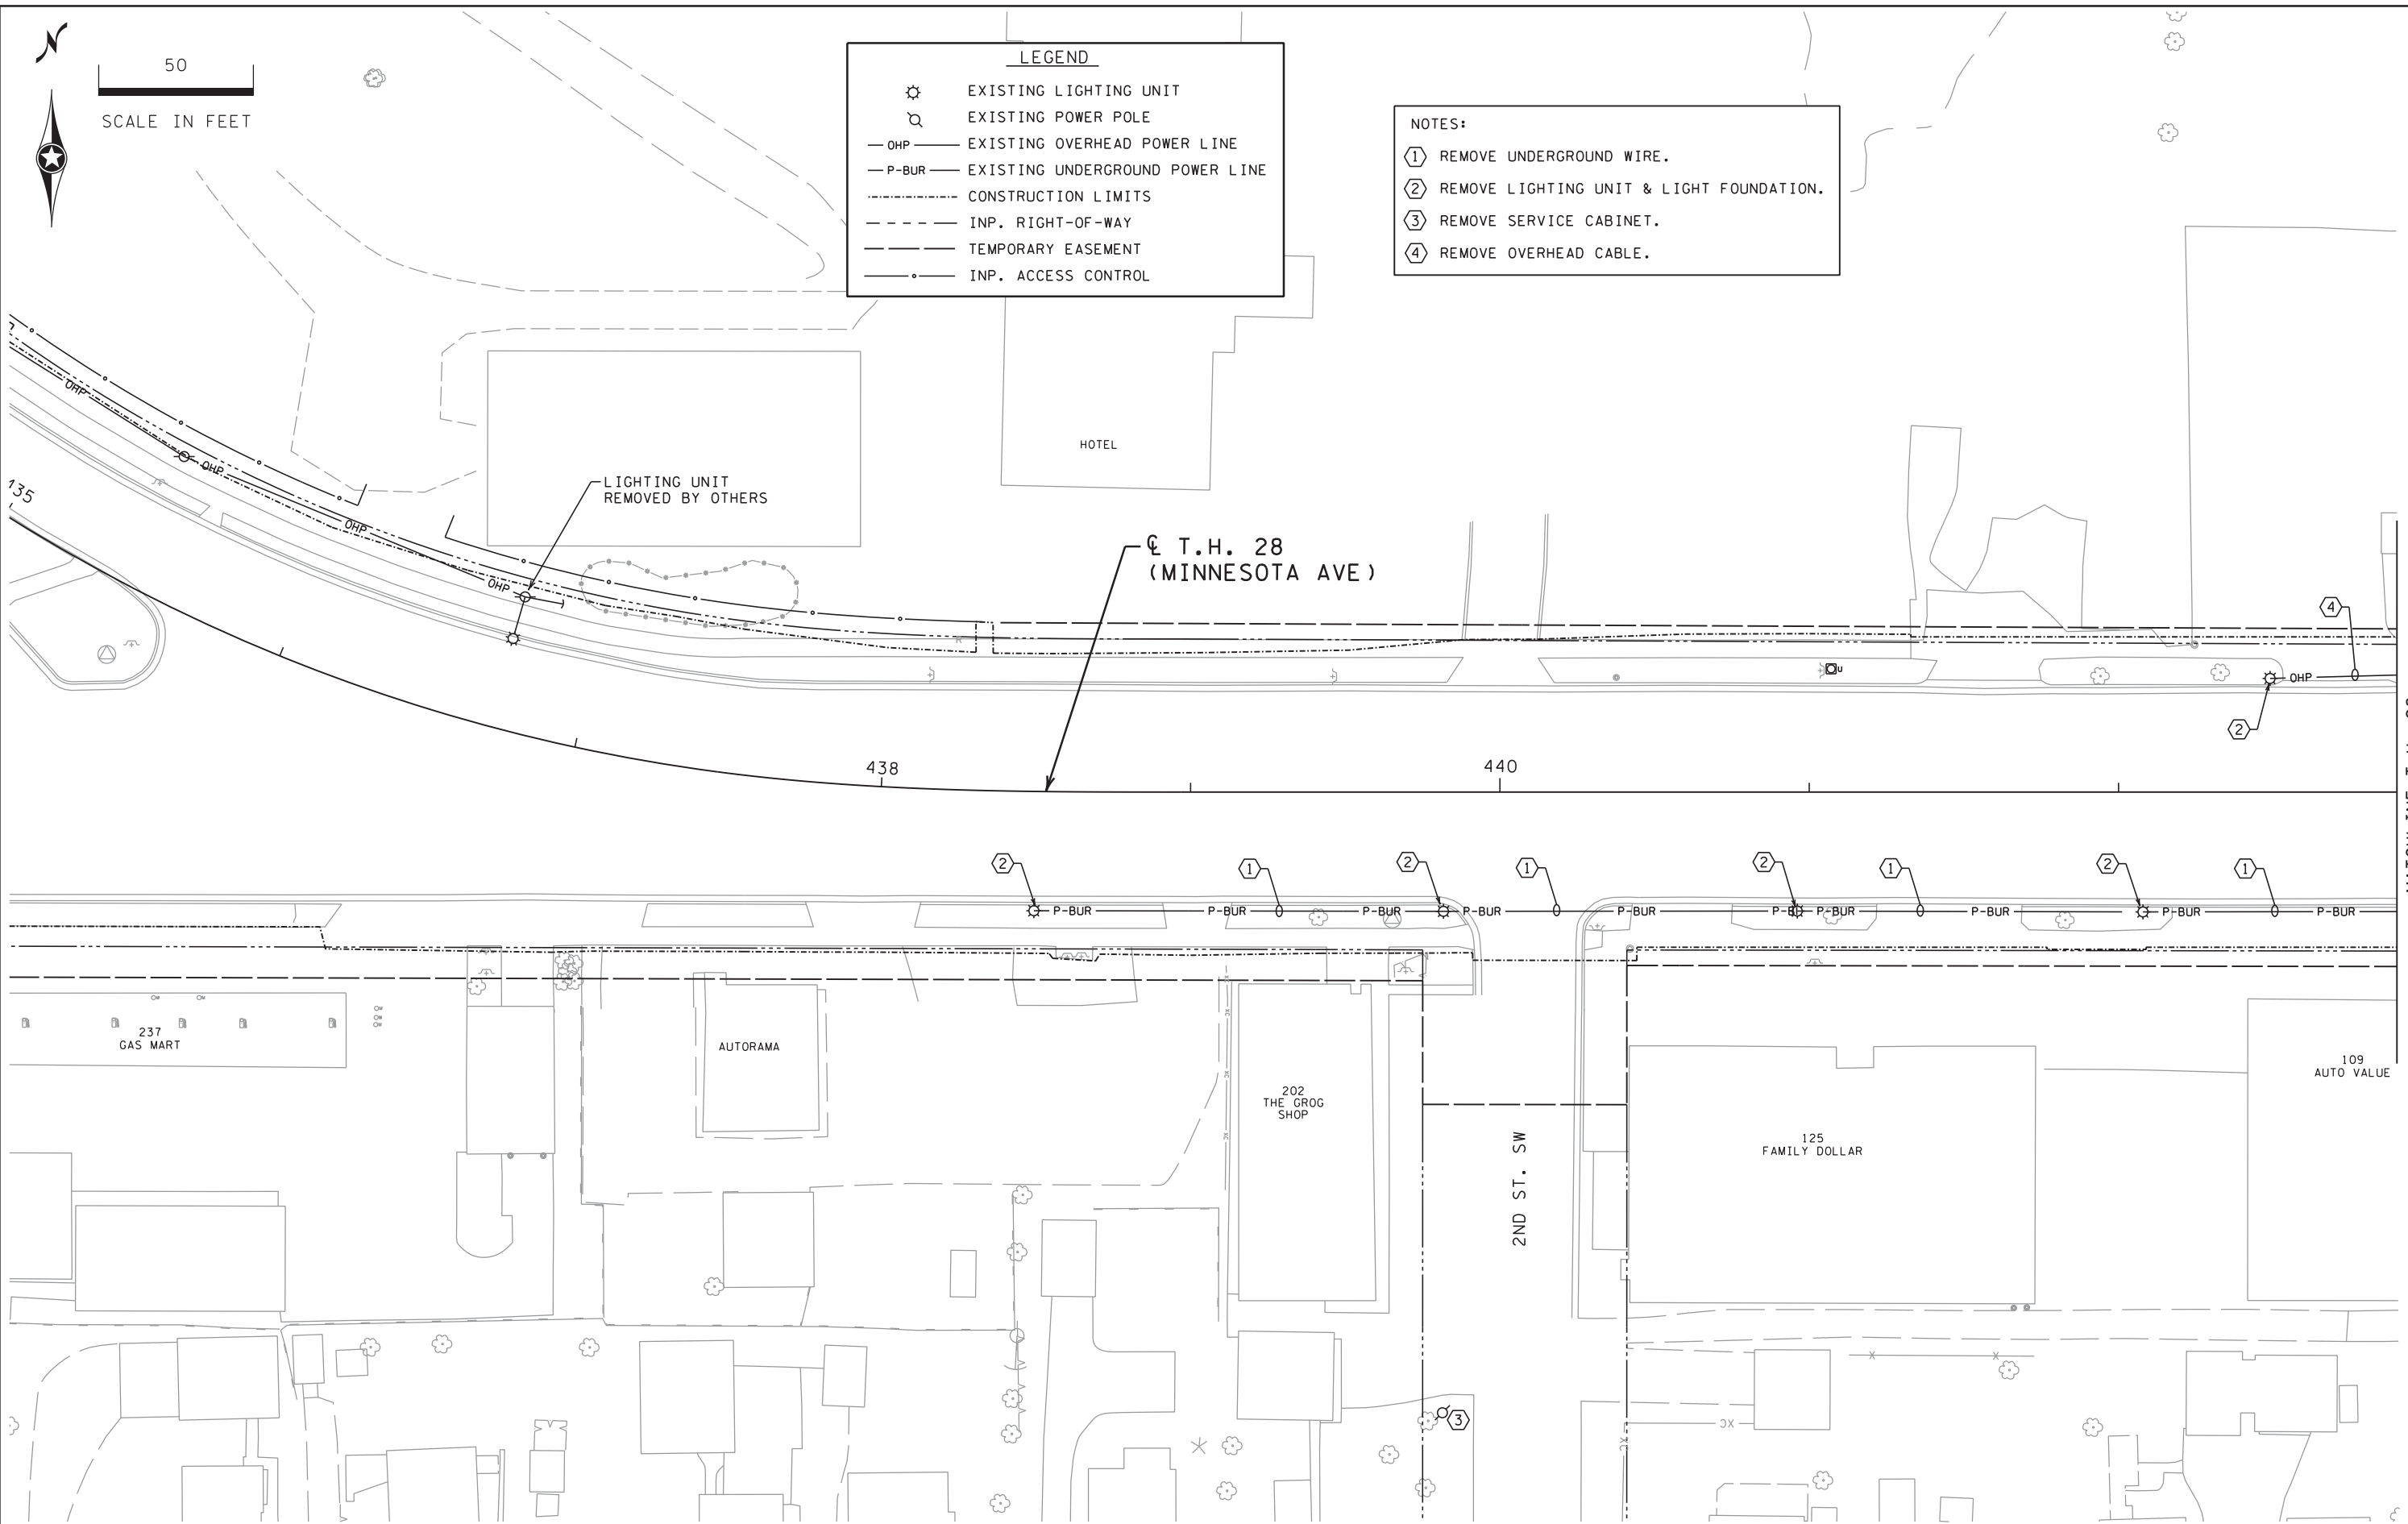 N
50
SCALE IN FEET
LEGEND
EXISTING LIGHTING UNIT
EXISTING POWER POLE
OHP EXISTING OVERHEAD POWER LINE
P-BUR EXISTING UNDERGROUND POWER LINE
CONSTRUCTION LIMITS
INP. RIGHT-OF-WAY
TEMPORARY EASEMENT
INP. ACCESS CONTROL
NOTES:
1 REMOVE UNDERGROUND WIRE.
2 REMOVE LIGHTING UNIT & LIGHT FOUNDATION.
3 REMOVE SERVICE CABINET.
4 REMOVE OVERHEAD CABLE.
OHP
OHP
OHP
OHP
435
LIGHTING UNIT
REMOVED BY OTHERS
HOTEL
℄ T.H. 28
(MINNESOTA AVE)
4
U
OHP
2
438
440
2
1
2
1
2
1
2
1
P-BUR
P-BUR
P-BUR
P-BUR
P-BUR
P-BUR
P-BUR
P-BUR
P-BUR
237
GAS MART
AUTORAMA
202
THE GROG
SHOP
2ND ST. SW
125
FAMILY DOLLAR
109
AUTO VALUE
3